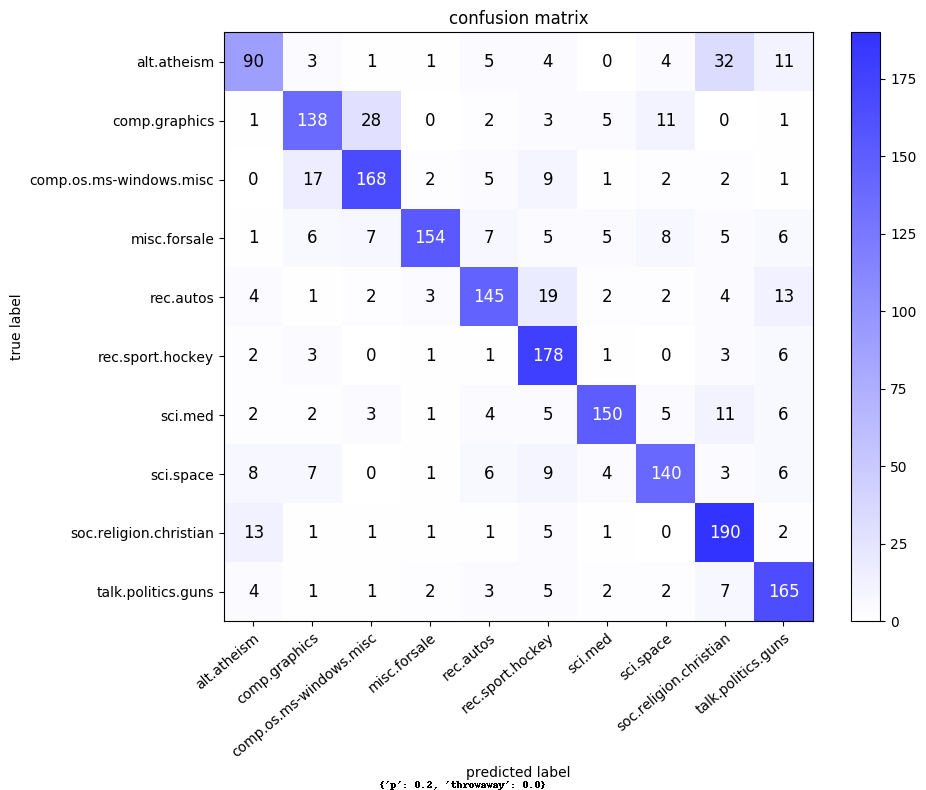 confusion matrix
alt.atheism 90 3 1 1 5 4 0 4 32 11
comp.graphics 1 138 28 0 2 3 5 11 0 1
comp.os.ms-windows.misc 0 17 168 2 5 9 1 2 2 1
misc.forsale 1 6 7 154 7 5 5 8 5 6
rec.autos 4 1 2 3 145 19 2 2 4 13
rec.sport.hockey 2 3 0 1 1 178 1 0 3 6
sci.med 2 2 3 1 4 5 150 5 11 6
sci.space 8 7 0 1 6 9 4 140 3 6
soc.religion.christian 13 1 1 1 1 5 1 0 190 2
talk.politics.guns 4 1 1 2 3 5 2 2 7 165
true label
alt.atheism comp.graphics comp.os.ms-windows.misc misc.forsale rec.autos rec.sport.hockey sci.med sci.space soc.religion.christian talk.politics.guns
predicted label
175
150
125
100
75
50
25
0
{'p': 0.2, 'throwaway': 0.0}